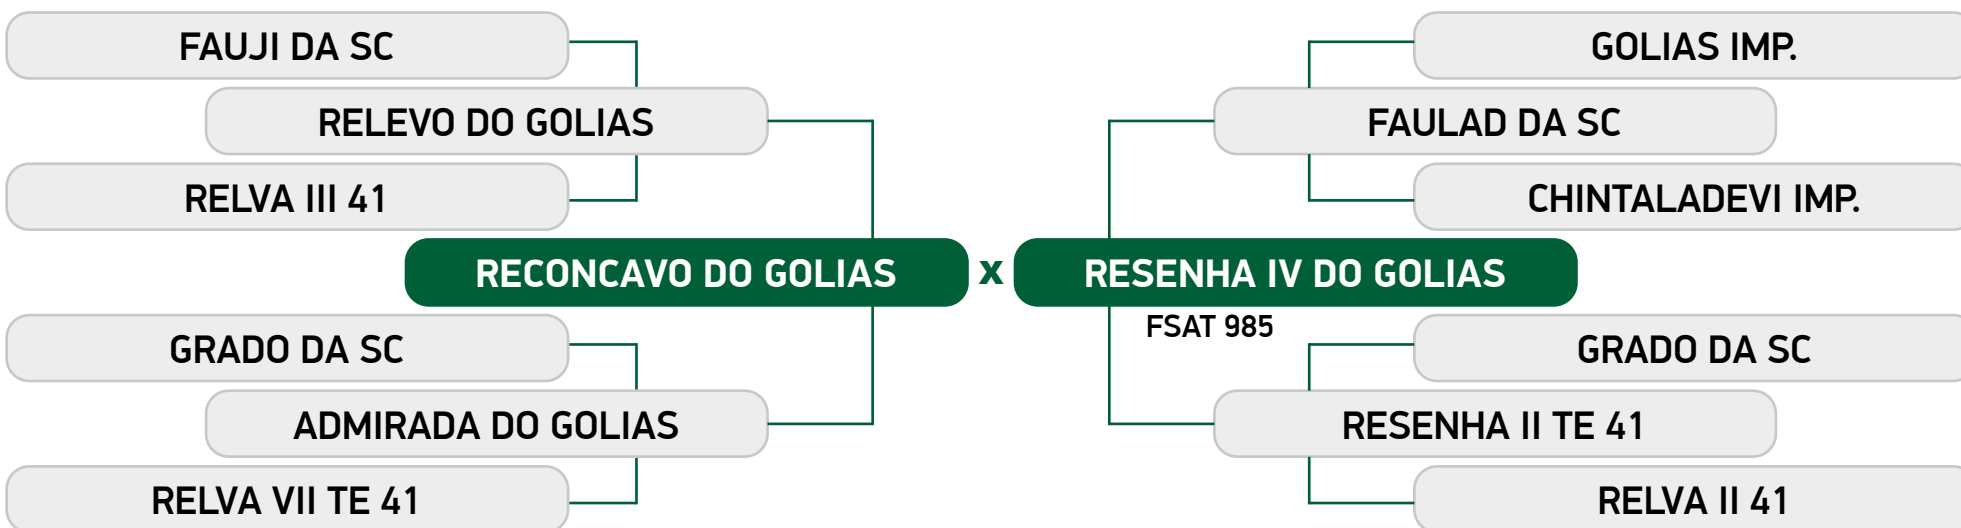 FAUJI DA SC
GOLIAS IMP.
RELEVO DO GOLIAS
FAULAD DA SC
RELVA III 41
CHINTALADEVI IMP.
RECONCAVO DO GOLIAS x RESENHA IV DO GOLIAS
FSAT 985
GRADO DA SC
GRADO DA SC
ADMIRADA DO GOLIAS
RESENHA II TE 41
RELVA VII TE 41
RELVA II 41